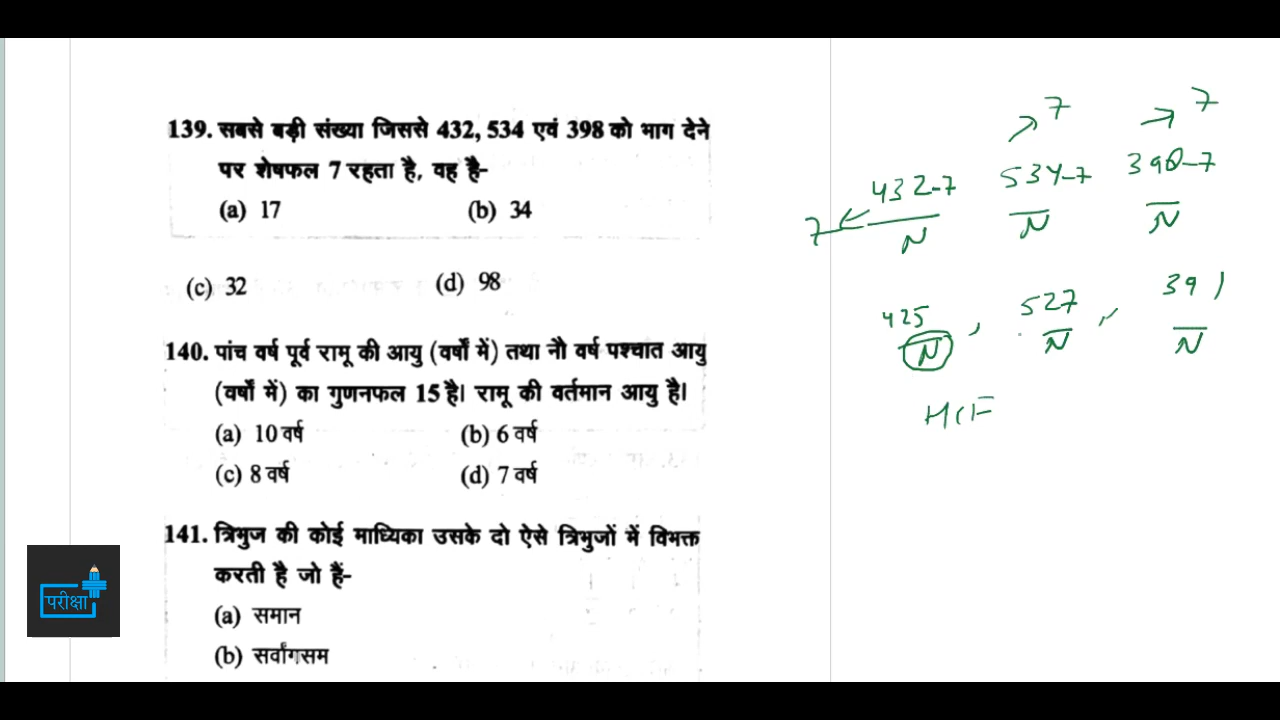 139. सबसे बड़ी संख्या जिससे 432, 534 एवं 398 को भाग देने
पर शेषफल 7 रहता है, वह है-
(a) 17 (b) 34
(c) 32 (d) 98
140. पांच वर्ष पूर्व रामू की आयु (वर्षों में) तथा नौ वर्ष पश्चात आयु
(वर्षों में) का गुणनफल 15 है। रामू की वर्तमान आयु है।
(a) 10 वर्ष (b) 6 वर्ष
(c) 8 वर्ष (d) 7 वर्ष
141. त्रिभुज की कोई माध्यिका उसके दो ऐसे त्रिभुजों में विभक्त
करती है जो हैं-
(a) समान
(b) सर्वांगसम
परीक्षा
7 7
432-7 534-7 398-7
7 N N N
425 , 527 , 391
N N N
HCF